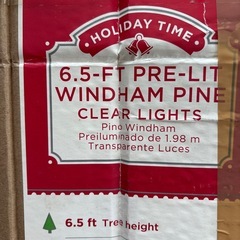 HOLIDAY TIME
6.5-FT PRE-LIT
WINDHAM PINE
CLEAR LIGHTS
Pino Windham
Preiluminado de 1.98 m
Transparente Luces
6.5 ft Tree height